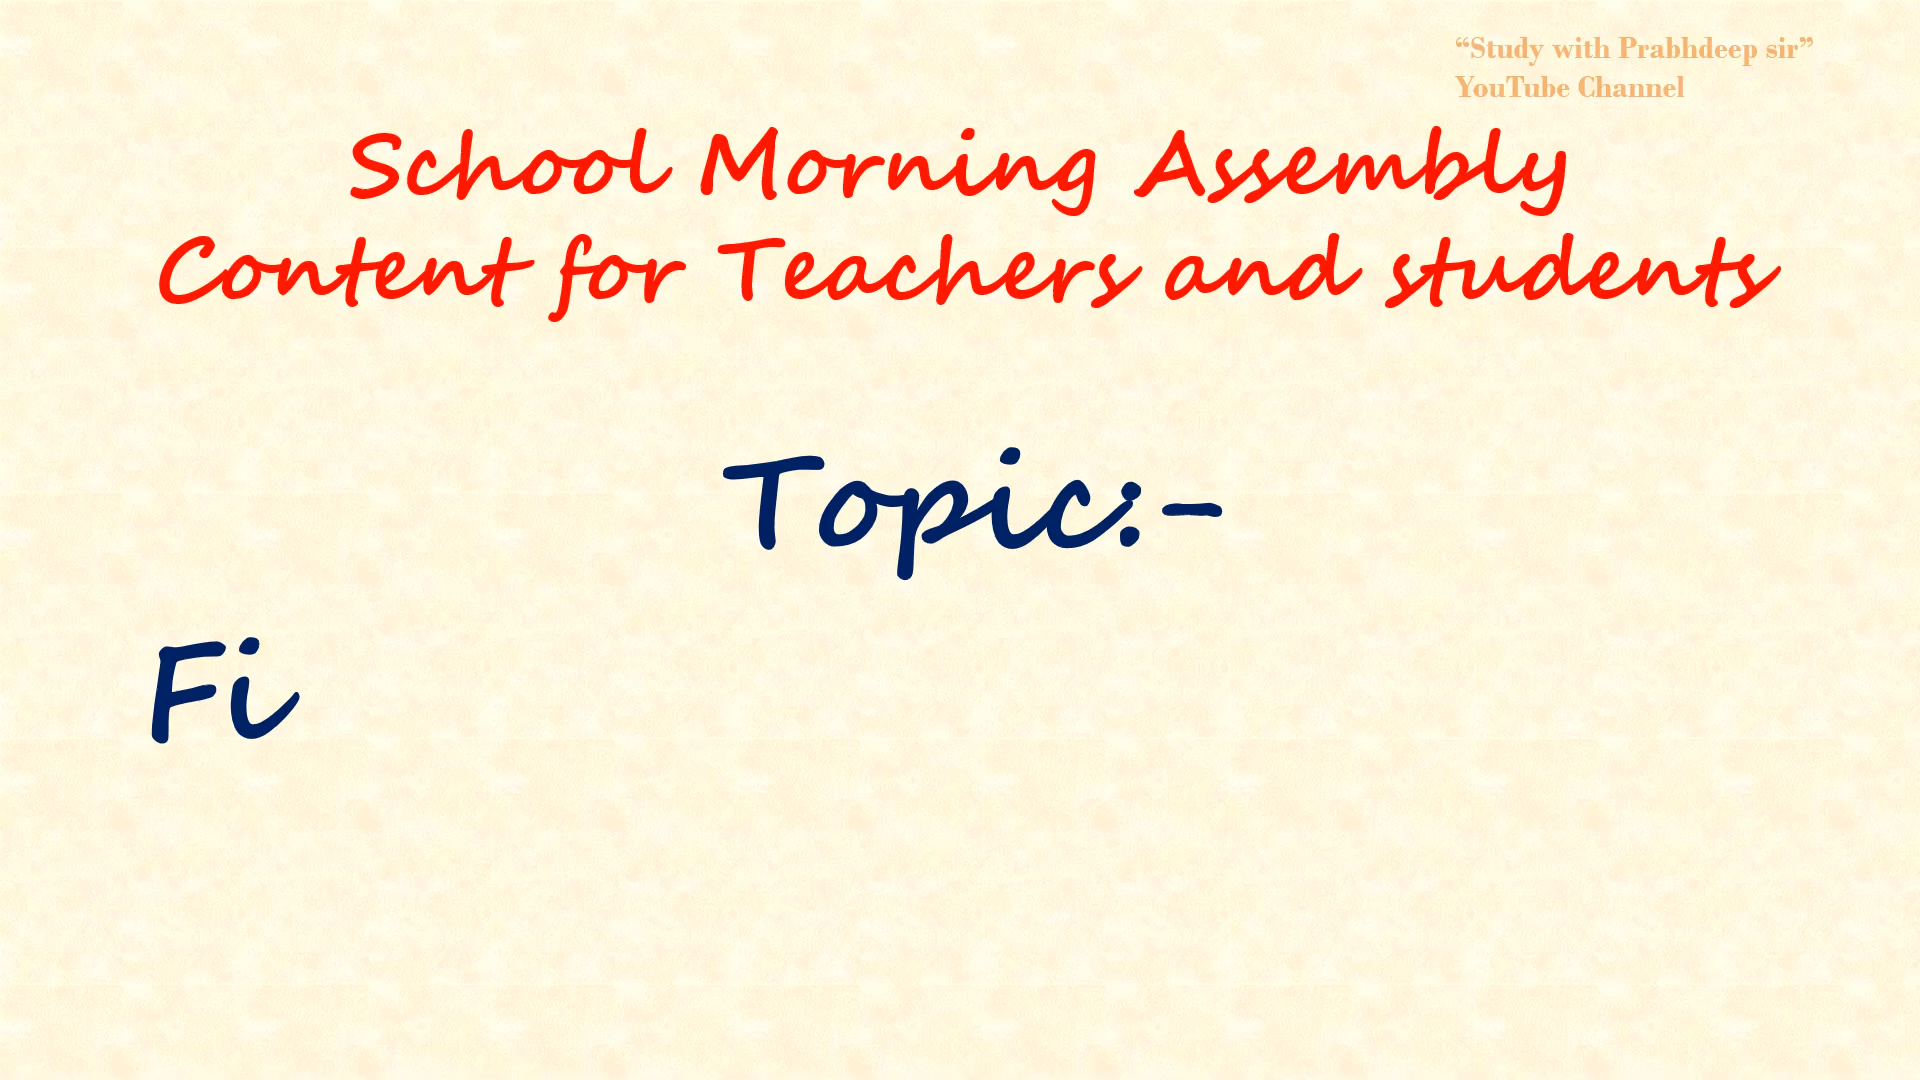 “Study with Prabhdeep sir”
YouTube Channel
School Morning Assembly
Content for Teachers and students
Topic:-
Fi